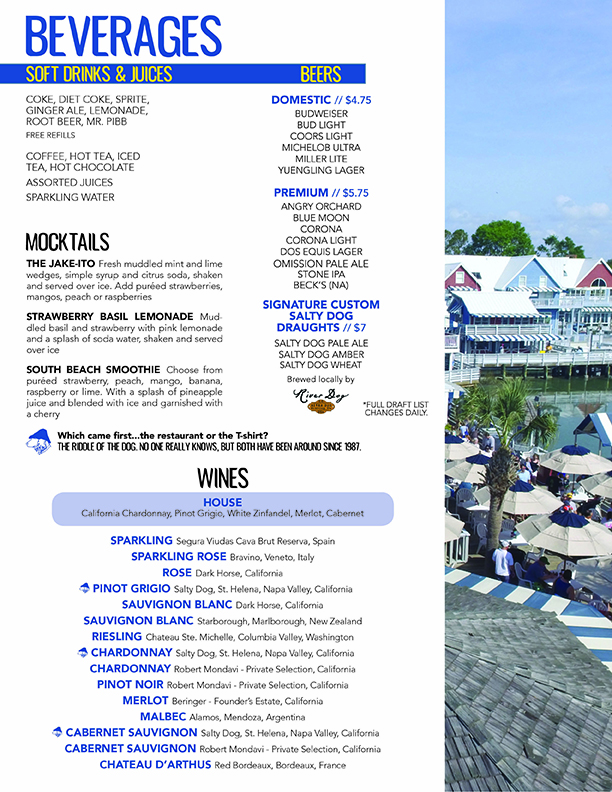 BEVERAGES
SOFT DRINKS & JUICES
COKE, DIET COKE, SPRITE,
GINGER ALE, LEMONADE,
ROOT BEER, MR. PIBB
FREE REFILLS
COFFEE, HOT TEA, ICED
TEA, HOT CHOCOLATE
ASSORTED JUICES
SPARKLING WATER
MOCKTAILS
THE JAKE-ITO Fresh muddled mint and lime
wedges, simple syrup and citrus soda, shaken
and served over ice. Add puréed strawberries,
mangos, peach or raspberries
STRAWBERRY BASIL LEMONADE Mud-
dled basil and strawberry with pink lemonade
and a splash of soda water, shaken and served
over ice
SOUTH BEACH SMOOTHIE Choose from
puréed strawberry, peach, mango, banana,
raspberry or lime. With a splash of pineapple
juice and blended with ice and garnished with
a cherry
BEERS
DOMESTIC // $4.75
BUDWEISER
BUD LIGHT
COORS LIGHT
MICHELOB ULTRA
MILLER LITE
YUENGLING LAGER
PREMIUM // $5.75
ANGRY ORCHARD
BLUE MOON
CORONA
CORONA LIGHT
DOS EQUIS LAGER
OMISSION PALE ALE
STONE IPA
BECK'S (NA)
SIGNATURE CUSTOM
SALTY DOG
DRAUGHTS // $7
SALTY DOG PALE ALE
SALTY DOG AMBER
SALTY DOG WHEAT
Brewed locally by
River Dog
*FULL DRAFT LIST
CHANGES DAILY.
Which came first...the restaurant or the T-shirt?
THE RIDDLE OF THE DOG. NO ONE REALLY KNOWS, BUT BOTH HAVE BEEN AROUND SINCE 1987.
WINES
HOUSE
California Chardonnay, Pinot Grigio, White Zinfandel, Merlot, Cabernet
SPARKLING Segura Viudas Cava Brut Reserva, Spain
SPARKLING ROSE Bravino, Veneto, Italy
ROSE Dark Horse, California
PINOT GRIGIO Salty Dog, St. Helena, Napa Valley, California
SAUVIGNON BLANC Dark Horse, California
SAUVIGNON BLANC Starborough, Marlborough, New Zealand
RIESLING Chateau Ste. Michelle, Columbia Valley, Washington
CHARDONNAY Salty Dog, St. Helena, Napa Valley, California
CHARDONNAY Robert Mondavi - Private Selection, California
PINOT NOIR Robert Mondavi - Private Selection, California
MERLOT Beringer - Founder's Estate, California
MALBEC Alamos, Mendoza, Argentina
CABERNET SAUVIGNON Salty Dog, St. Helena, Napa Valley, California
CABERNET SAUVIGNON Robert Mondavi - Private Selection, California
CHATEAU D'ARTHUS Red Bordeaux, Bordeaux, France